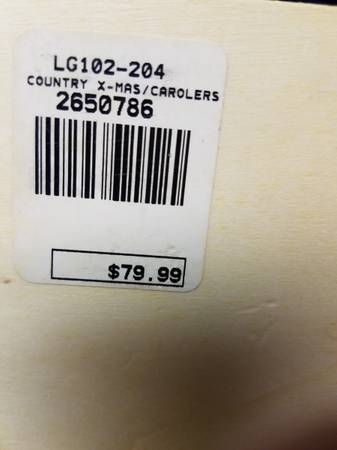 LG102-204
COUNTRY X-MAS/CAROLERS
2650786
$79.99